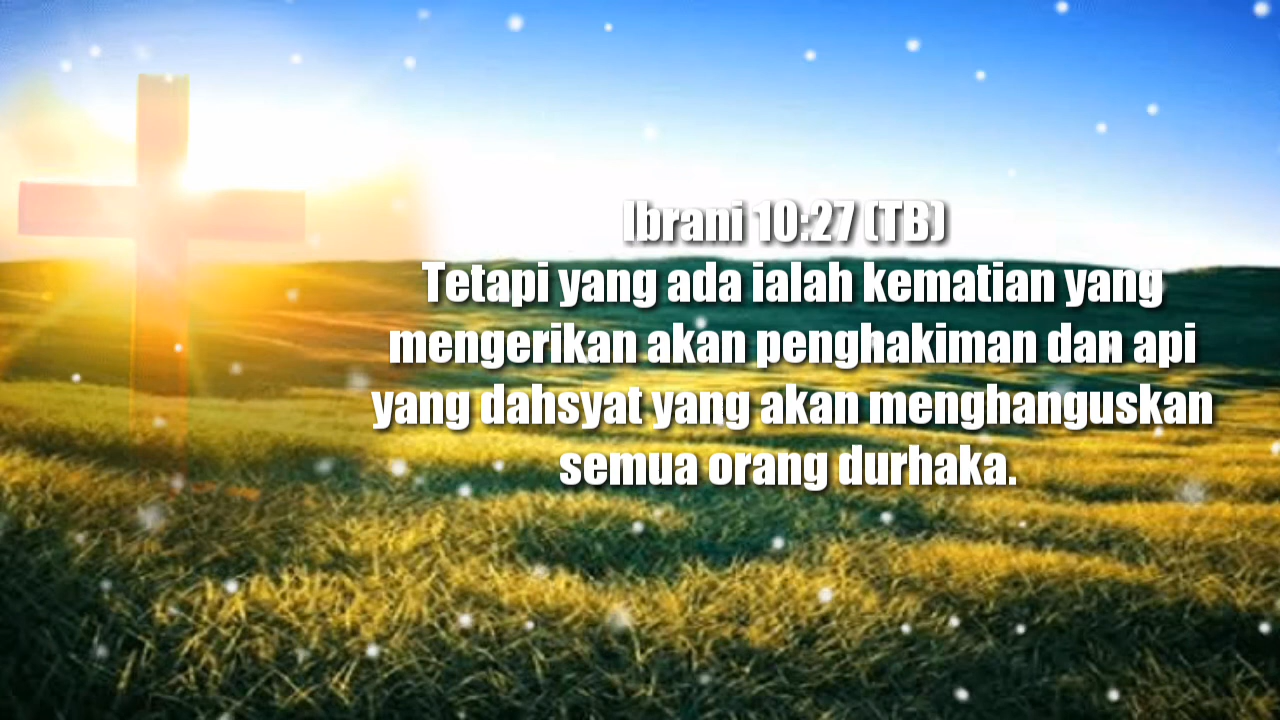 Ibrani 10:27 (TB)
Tetapi yang ada ialah kematian yang
mengerikan akan penghakiman dan api
yang dahsyat yang akan menghanguskan
semua orang durhaka.